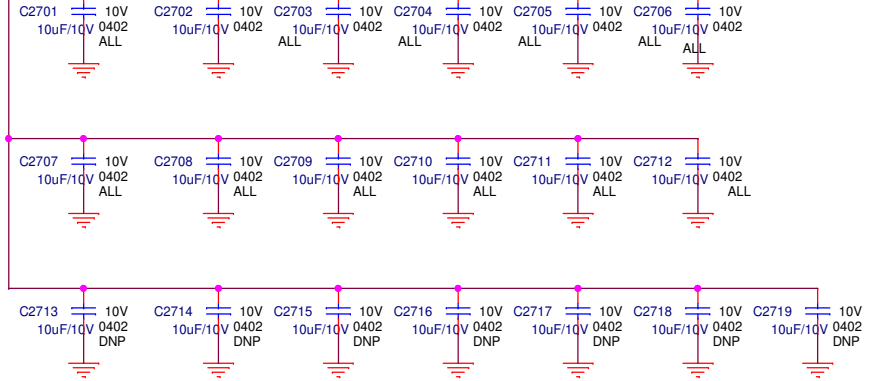 C2701 10V C2702 10V C2703 10V C2704 10V C2705 10V C2706 10V
10uF/10V 0402 10uF/10V 0402 10uF/10V 0402 10uF/10V 0402 10uF/10V 0402 10uF/10V 0402
ALL ALL ALL ALL ALL ALL
C2707 10V C2708 10V C2709 10V C2710 10V C2711 10V C2712 10V
10uF/10V 0402 10uF/10V 0402 10uF/10V 0402 10uF/10V 0402 10uF/10V 0402 10uF/10V 0402
ALL ALL ALL ALL ALL ALL
C2713 10V C2714 10V C2715 10V C2716 10V C2717 10V C2718 10V C2719 10V
10uF/10V 0402 10uF/10V 0402 10uF/10V 0402 10uF/10V 0402 10uF/10V 0402 10uF/10V 0402 10uF/10V 0402
DNP DNP DNP DNP DNP DNP DNP